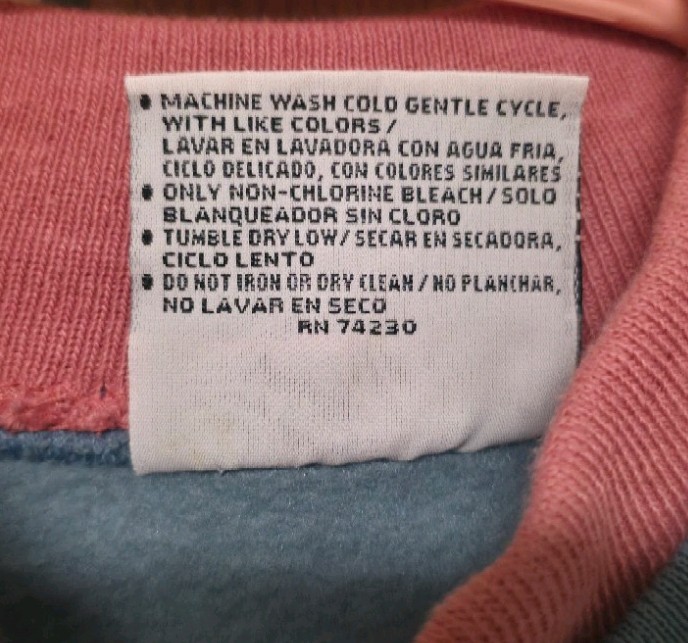 • MACHINE WASH COLD GENTLE CYCLE,
WITH LIKE COLORS /
LAVAR EN LAVADORA CON AGUA FRIA,
CICLO DELICADO, CON COLORES SIMILARES
• ONLY NON-CHLORINE BLEACH / SOLO
BLANQUEADOR SIN CLORO
• TUMBLE DRY LOW / SECAR EN SECADORA,
CICLO LENTO
• DO NOT IRON OR DRY CLEAN / NO PLANCHAR,
NO LAVAR EN SECO
RN 74230